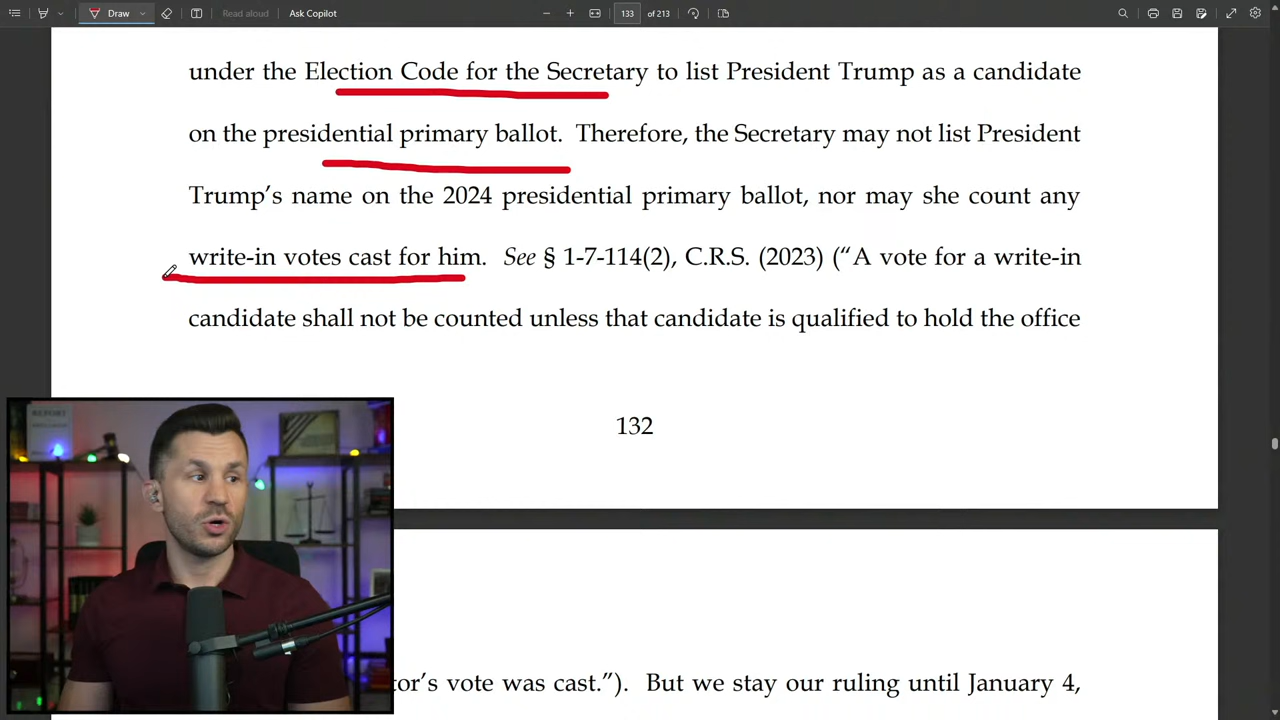 Draw
Read aloud
Ask Copilot
133 of 213
under the Election Code for the Secretary to list President Trump as a candidate
on the presidential primary ballot. Therefore, the Secretary may not list President
Trump’s name on the 2024 presidential primary ballot, nor may she count any
write-in votes cast for him. See § 1-7-114(2), C.R.S. (2023) (“A vote for a write-in
candidate shall not be counted unless that candidate is qualified to hold the office
132
REPORT
tor’s vote was cast.”). But we stay our ruling until January 4,